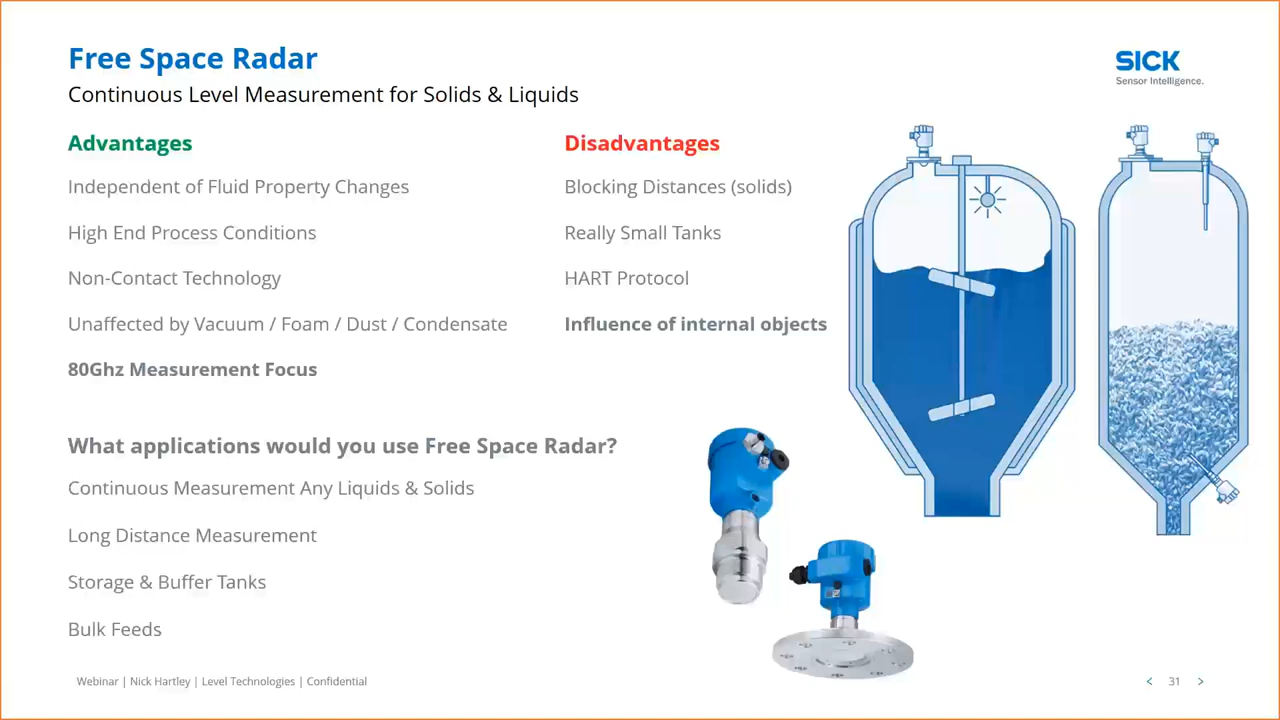 Free Space Radar
Continuous Level Measurement for Solids & Liquids
SICK
Sensor Intelligence.
Advantages
Independent of Fluid Property Changes
High End Process Conditions
Non-Contact Technology
Unaffected by Vacuum / Foam / Dust / Condensate
80Ghz Measurement Focus
Disadvantages
Blocking Distances (solids)
Really Small Tanks
HART Protocol
Influence of internal objects
What applications would you use Free Space Radar?
Continuous Measurement Any Liquids & Solids
Long Distance Measurement
Storage & Buffer Tanks
Bulk Feeds
Webinar | Nick Hartley | Level Technologies | Confidential
< 31 >